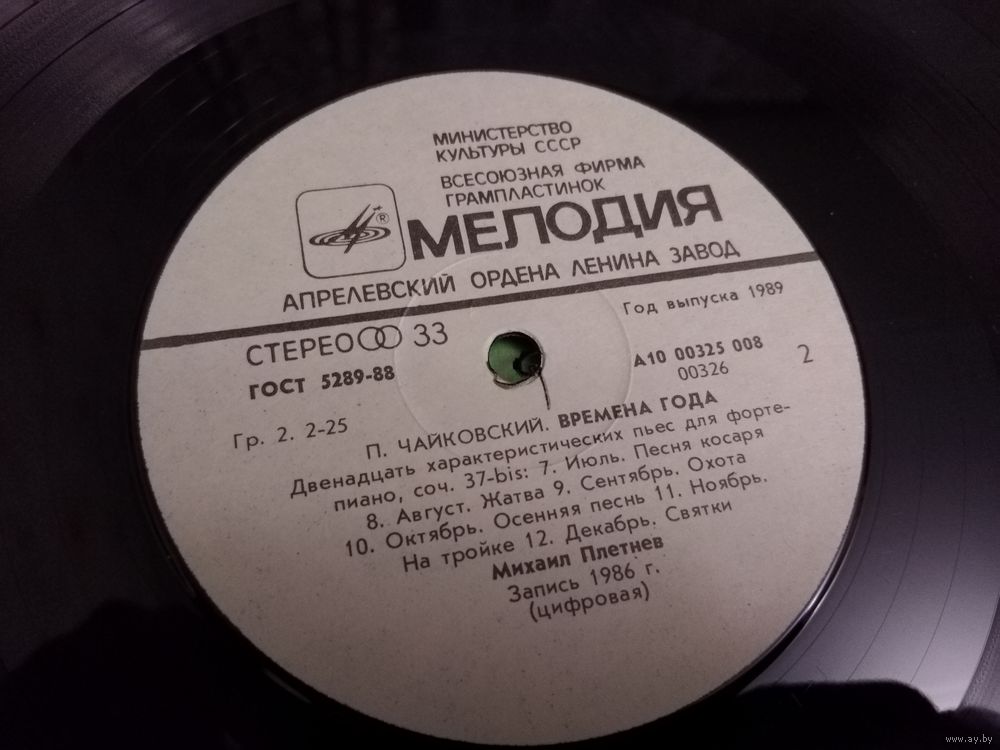 МИНИСТЕРСТВО
КУЛЬТУРЫ СССР
ВСЕСОЮЗНАЯ ФИРМА
ГРАМПЛАСТИНОК
®
МЕЛОДИЯ
АПРЕЛЕВСКИЙ ОРДЕНА ЛЕНИНА ЗАВОД
СТЕРЕО 33
Год выпуска 1989
ГОСТ 5289-88
А10 00325 008
00326
2
Гр. 2. 2-25
П. ЧАЙКОВСКИЙ. ВРЕМЕНА ГОДА
Двенадцать характеристических пьес для форте-
пиано, соч. 37-bis: 7. Июль. Песня косаря
8. Август. Жатва 9. Сентябрь. Охота
10. Октябрь. Осенняя песнь 11. Ноябрь.
На тройке 12. Декабрь. Святки
Михаил Плетнев
Запись 1986 г.
(цифровая)
www.ay.by